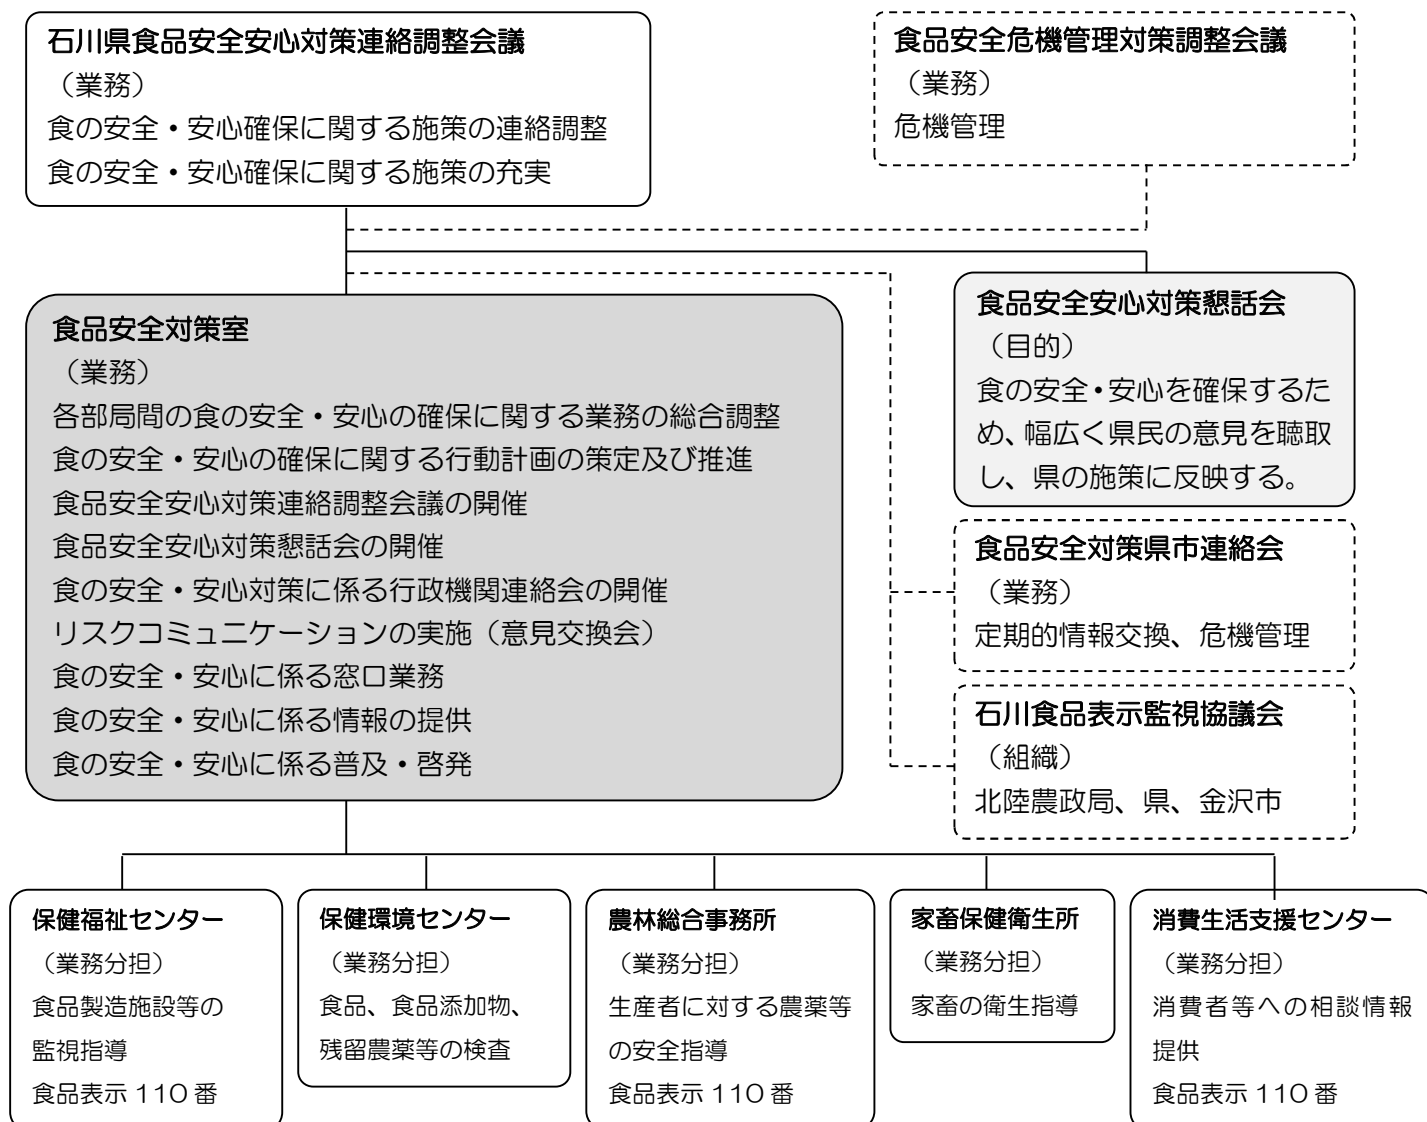 石川県食品安全安心対策連絡調整会議
（業務）
食の安全・安心確保に関する施策の連絡調整
食の安全・安心確保に関する施策の充実
食品安全危機管理対策調整会議
（業務）
危機管理
食品安全対策室
（業務）
各部局間の食の安全・安心の確保に関する業務の総合調整
食の安全・安心の確保に関する行動計画の策定及び推進
食品安全安心対策連絡調整会議の開催
食品安全安心対策懇話会の開催
食の安全・安心対策に係る行政機関連絡会の開催
リスクコミュニケーションの実施（意見交換会）
食の安全・安心に係る窓口業務
食の安全・安心に係る情報の提供
食の安全・安心に係る普及・啓発
食品安全安心対策懇話会
（目的）
食の安全・安心を確保するた
め、幅広く県民の意見を聴取
し、県の施策に反映する。
食品安全対策県市連絡会
（業務）
定期的情報交換、危機管理
石川食品表示監視協議会
（組織）
北陸農政局、県、金沢市
保健福祉センター
（業務分担）
食品製造施設等の
監視指導
食品表示 110 番
保健環境センター
（業務分担）
食品、食品添加物、
残留農薬等の検査
農林総合事務所
（業務分担）
生産者に対する農薬等
の安全指導
食品表示 110 番
家畜保健衛生所
（業務分担）
家畜の衛生指導
消費生活支援センター
（業務分担）
消費者等への相談情報
提供
食品表示 110 番